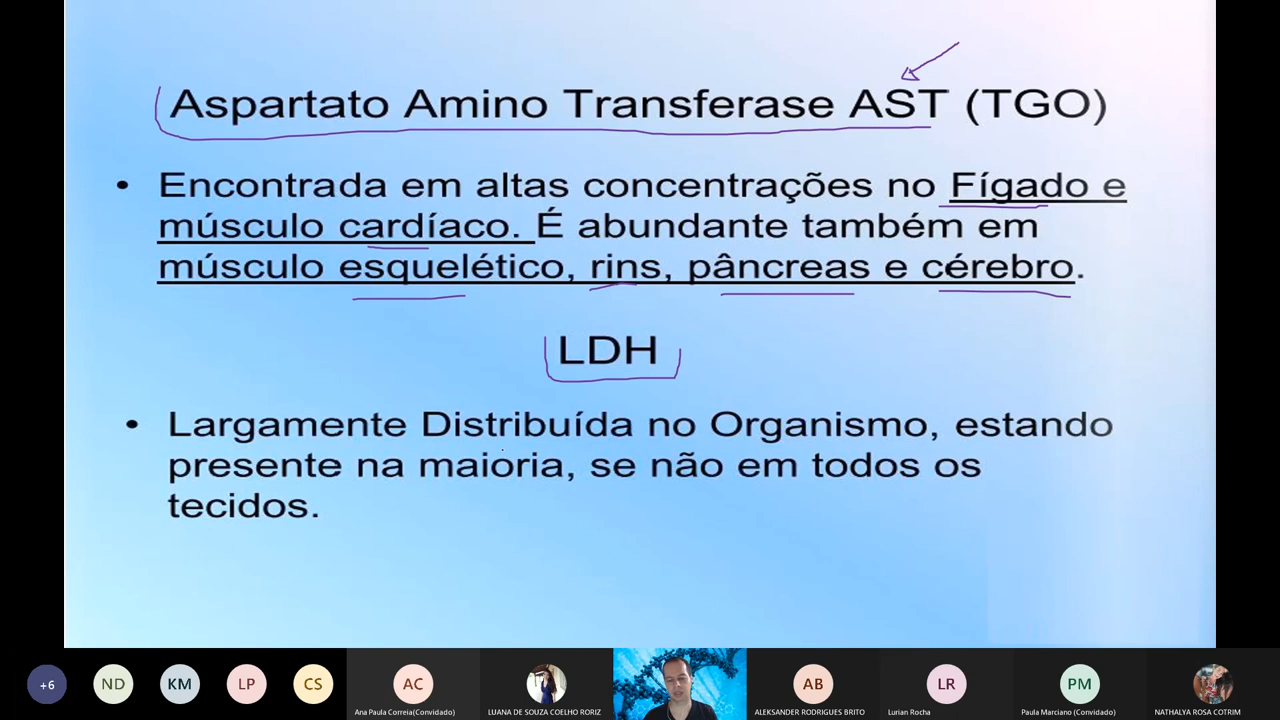 Aspartato Amino Transferase AST (TGO)
• Encontrada em altas concentrações no Fígado e
músculo cardíaco. É abundante também em
músculo esquelético, rins, pâncreas e cérebro.
LDH
• Largamente Distribuída no Organismo, estando
presente na maioria, se não em todos os
tecidos.
+6
ND
KM
LP
CS
AC
Ana Paula Correia(Convidado)
LUANA DE SOUZA COELHO RORIZ
AB
ALEKSANDER RODRIGUES BRITO
LR
Lurian Rocha
PM
Paula Marciano (Convidado)
NATHALYA ROSA COTRIM